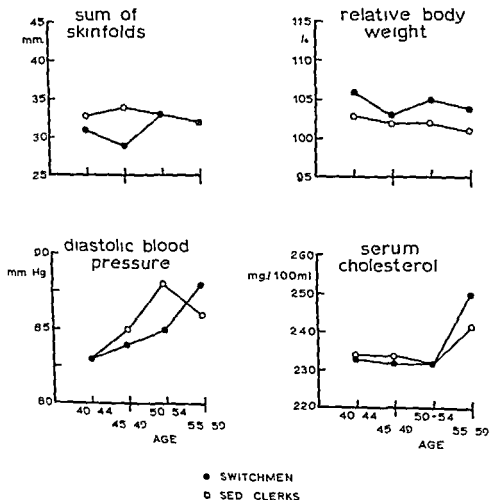 sum of
skinfolds
mm
45
40
35
30
25
relative body
weight
%
115
110
105
100
95
diastolic blood
pressure
mm Hg
90
85
80
40 44
45 49
50 54
55 59
AGE
serum
cholesterol
mg/100ml
260
250
240
230
220
40 44
45 49
50-54
55 59
AGE
● SWITCHMEN
○ SED CLERKS